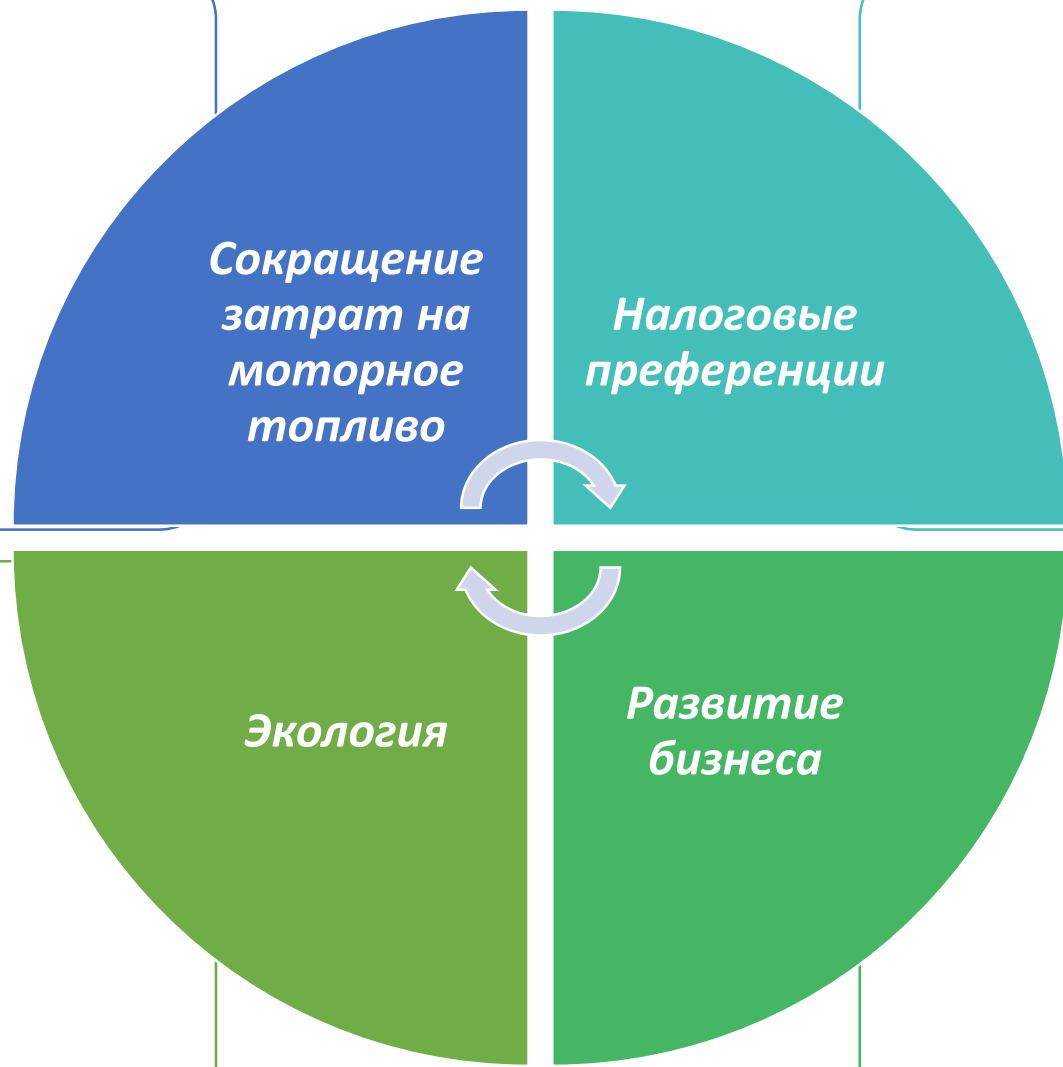 Сокращение
затрат на
моторное
топливо
Налоговые
преференции
Экология
Развитие
бизнеса